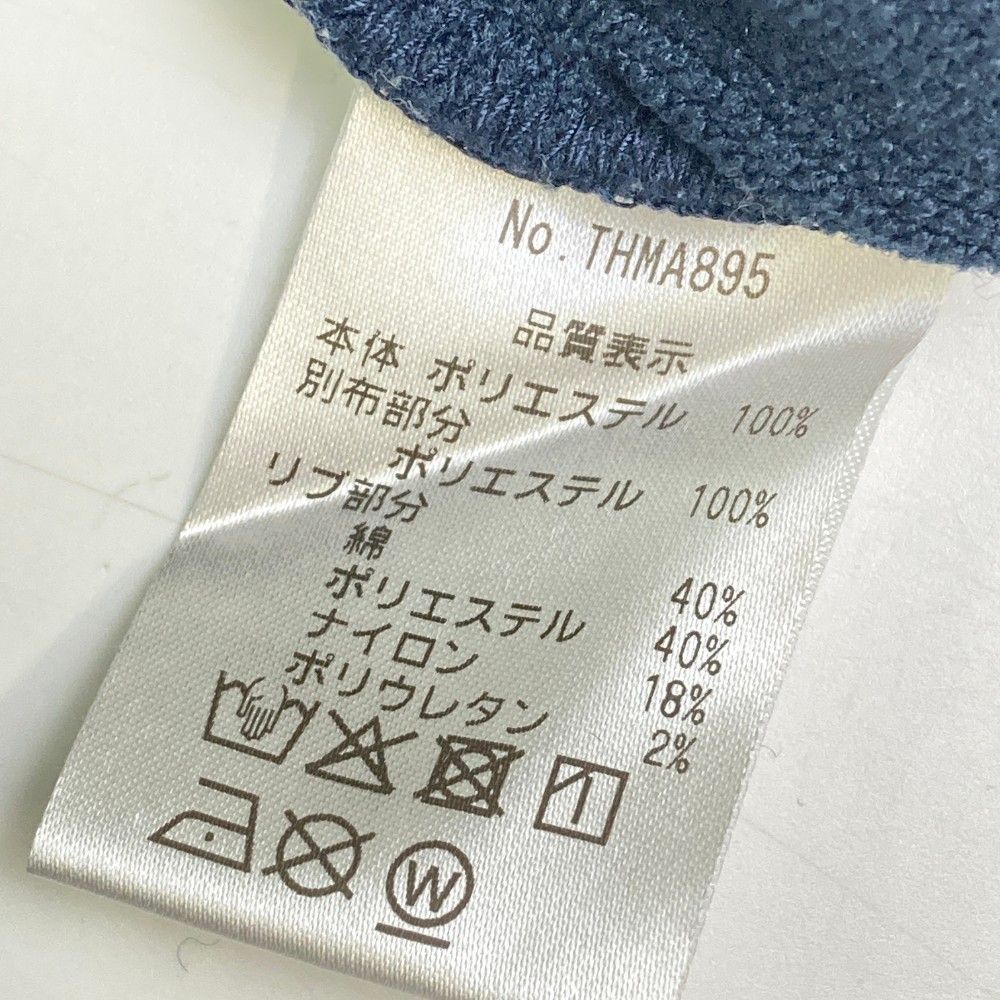 No.THMA895
品質表示
本体 ポリエステル 100%
別布部分
ポリエステル 100%
リブ部分
綿 40%
ポリエステル 40%
ナイロン 18%
ポリウレタン 2%
W